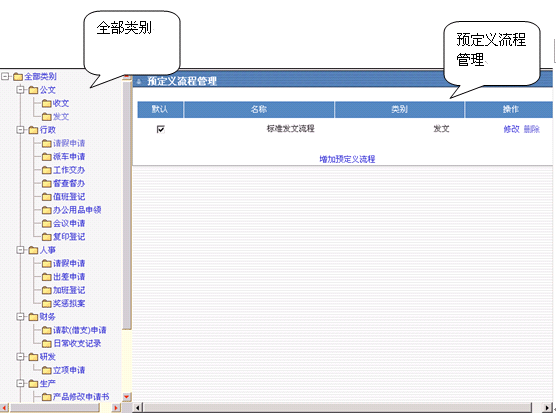 全部类别
预定义流程
管理
全部类别
公文
收文
发文
行政
请假申请
派车申请
工作交办
督查督办
值班登记
办公用品申领
会议申请
复印登记
人事
请假申请
出差申请
加班登记
奖惩拟案
财务
请款(借支)申请
日常收支记录
研发
立项申请
生产
产品修改申请书
预定义流程管理
默认 名称 类别 操作
标准发文流程 发文 修改 删除
增加预定义流程